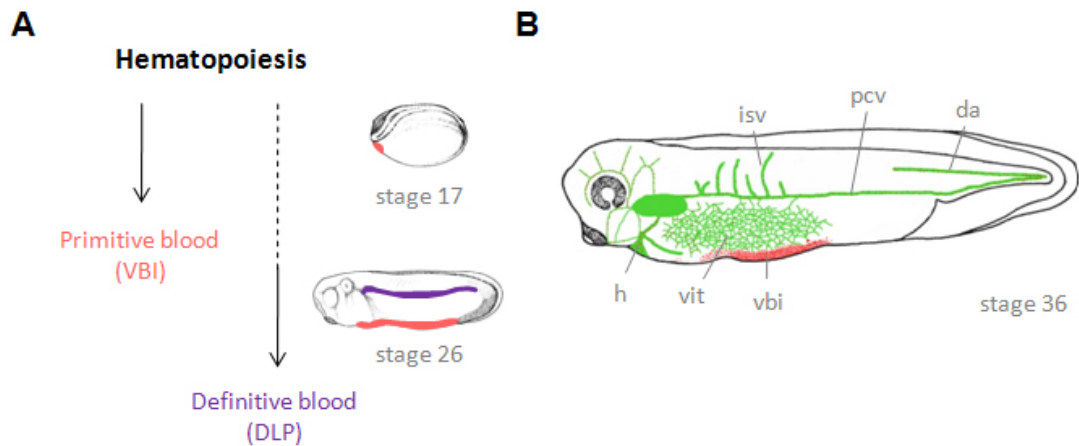 A
Hematopoiesis
stage 17
Primitive blood
(VBI)
stage 26
Definitive blood
(DLP)
B
isv
pcv
da
h
vit
vbi
stage 36